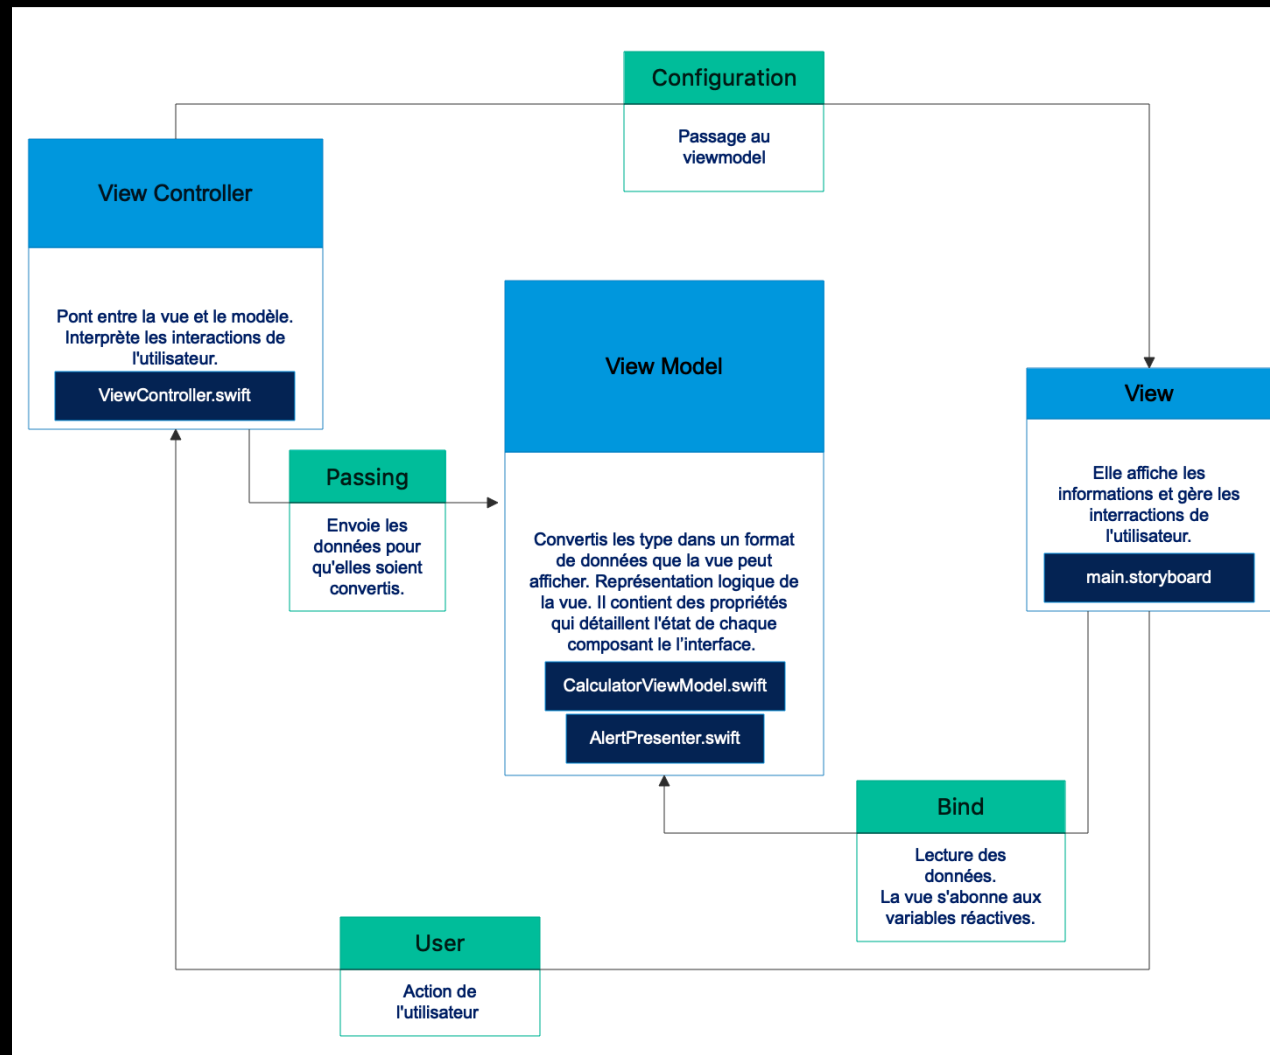 Configuration
Passage au
viewmodel
View Controller
Pont entre la vue et le modèle.
Interprète les interactions de
l'utilisateur.
ViewController.swift
View Model
Convertis les type dans un format
de données que la vue peut
afficher. Représentation logique de
la vue. Il contient des propriétés
qui détaillent l'état de chaque
composant le l'interface.
CalculatorViewModel.swift
AlertPresenter.swift
View
Elle affiche les
informations et gère les
interractions de
l'utilisateur.
main.storyboard
Passing
Envoie les
données pour
qu'elles soient
convertis.
Bind
Lecture des
données.
La vue s'abonne aux
variables réactives.
User
Action de
l'utilisateur